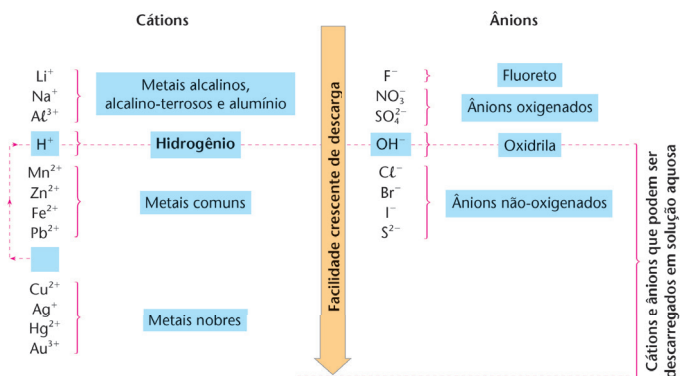 Cátions
Li⁺
Na⁺
Aℓ³⁺
Metais alcalinos,
alcalino-terrosos e alumínio
H⁺
Hidrogênio
Mn²⁺
Zn²⁺
Fe²⁺
Pb²⁺
Metais comuns
Cu²⁺
Ag⁺
Hg²⁺
Au³⁺
Metais nobres
Facilidade crescente de descarga
Ânions
F⁻
Fluoreto
NO₃⁻
SO₄²⁻
Ânions oxigenados
OH⁻
Oxidrila
Cℓ⁻
Br⁻
I⁻
S²⁻
Ânions não-oxigenados
Cátions e ânions que podem ser
descarregados em solução aquosa